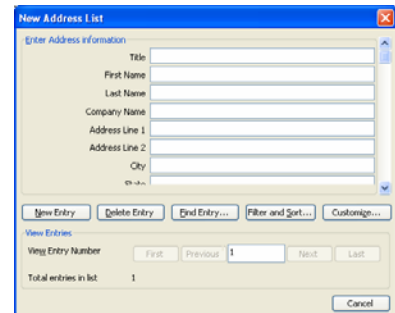 New Address List
Enter Address information
Title
First Name
Last Name
Company Name
Address Line 1
Address Line 2
City
State
New Entry Delete Entry Find Entry... Filter and Sort... Customize...
View Entries
View Entry Number First Previous 1 Next Last
Total entries in list 1
Cancel